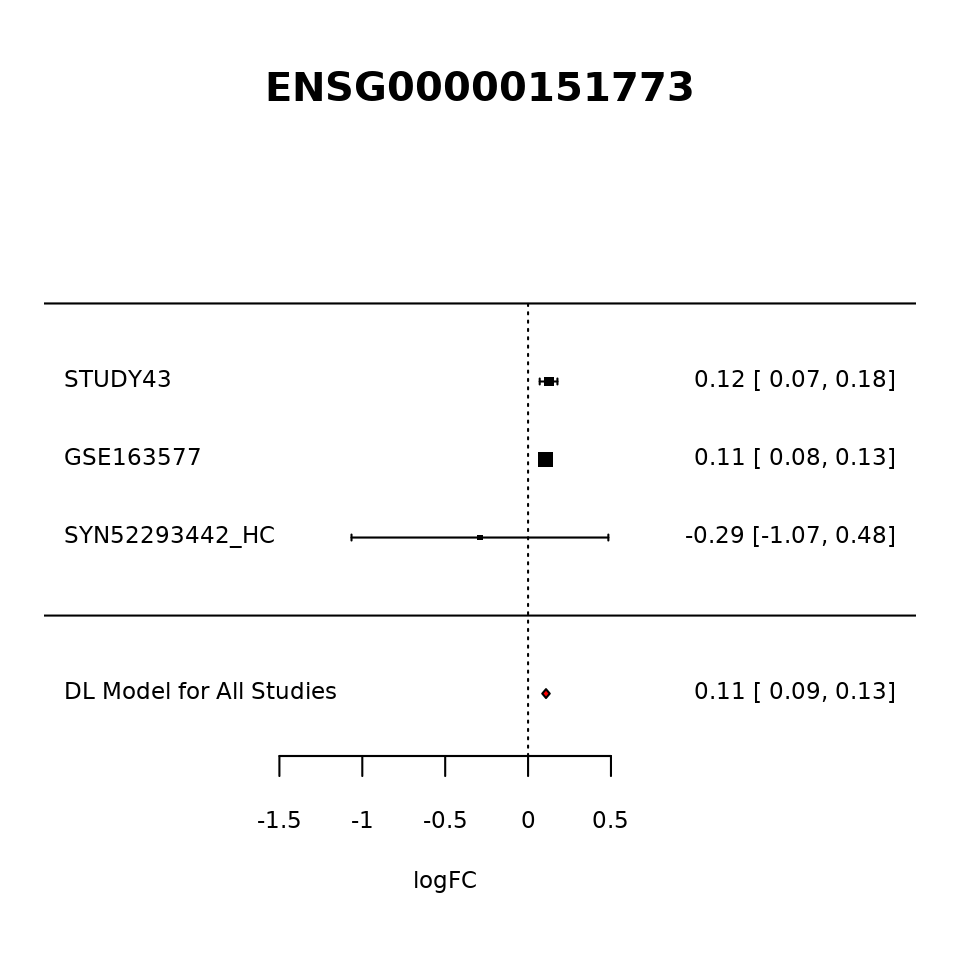 ENSG00000151773
STUDY43 0.12 [ 0.07, 0.18]
GSE163577 0.11 [ 0.08, 0.13]
SYN52293442_HC -0.29 [-1.07, 0.48]
DL Model for All Studies 0.11 [ 0.09, 0.13]
-1.5 -1 -0.5 0 0.5
logFC